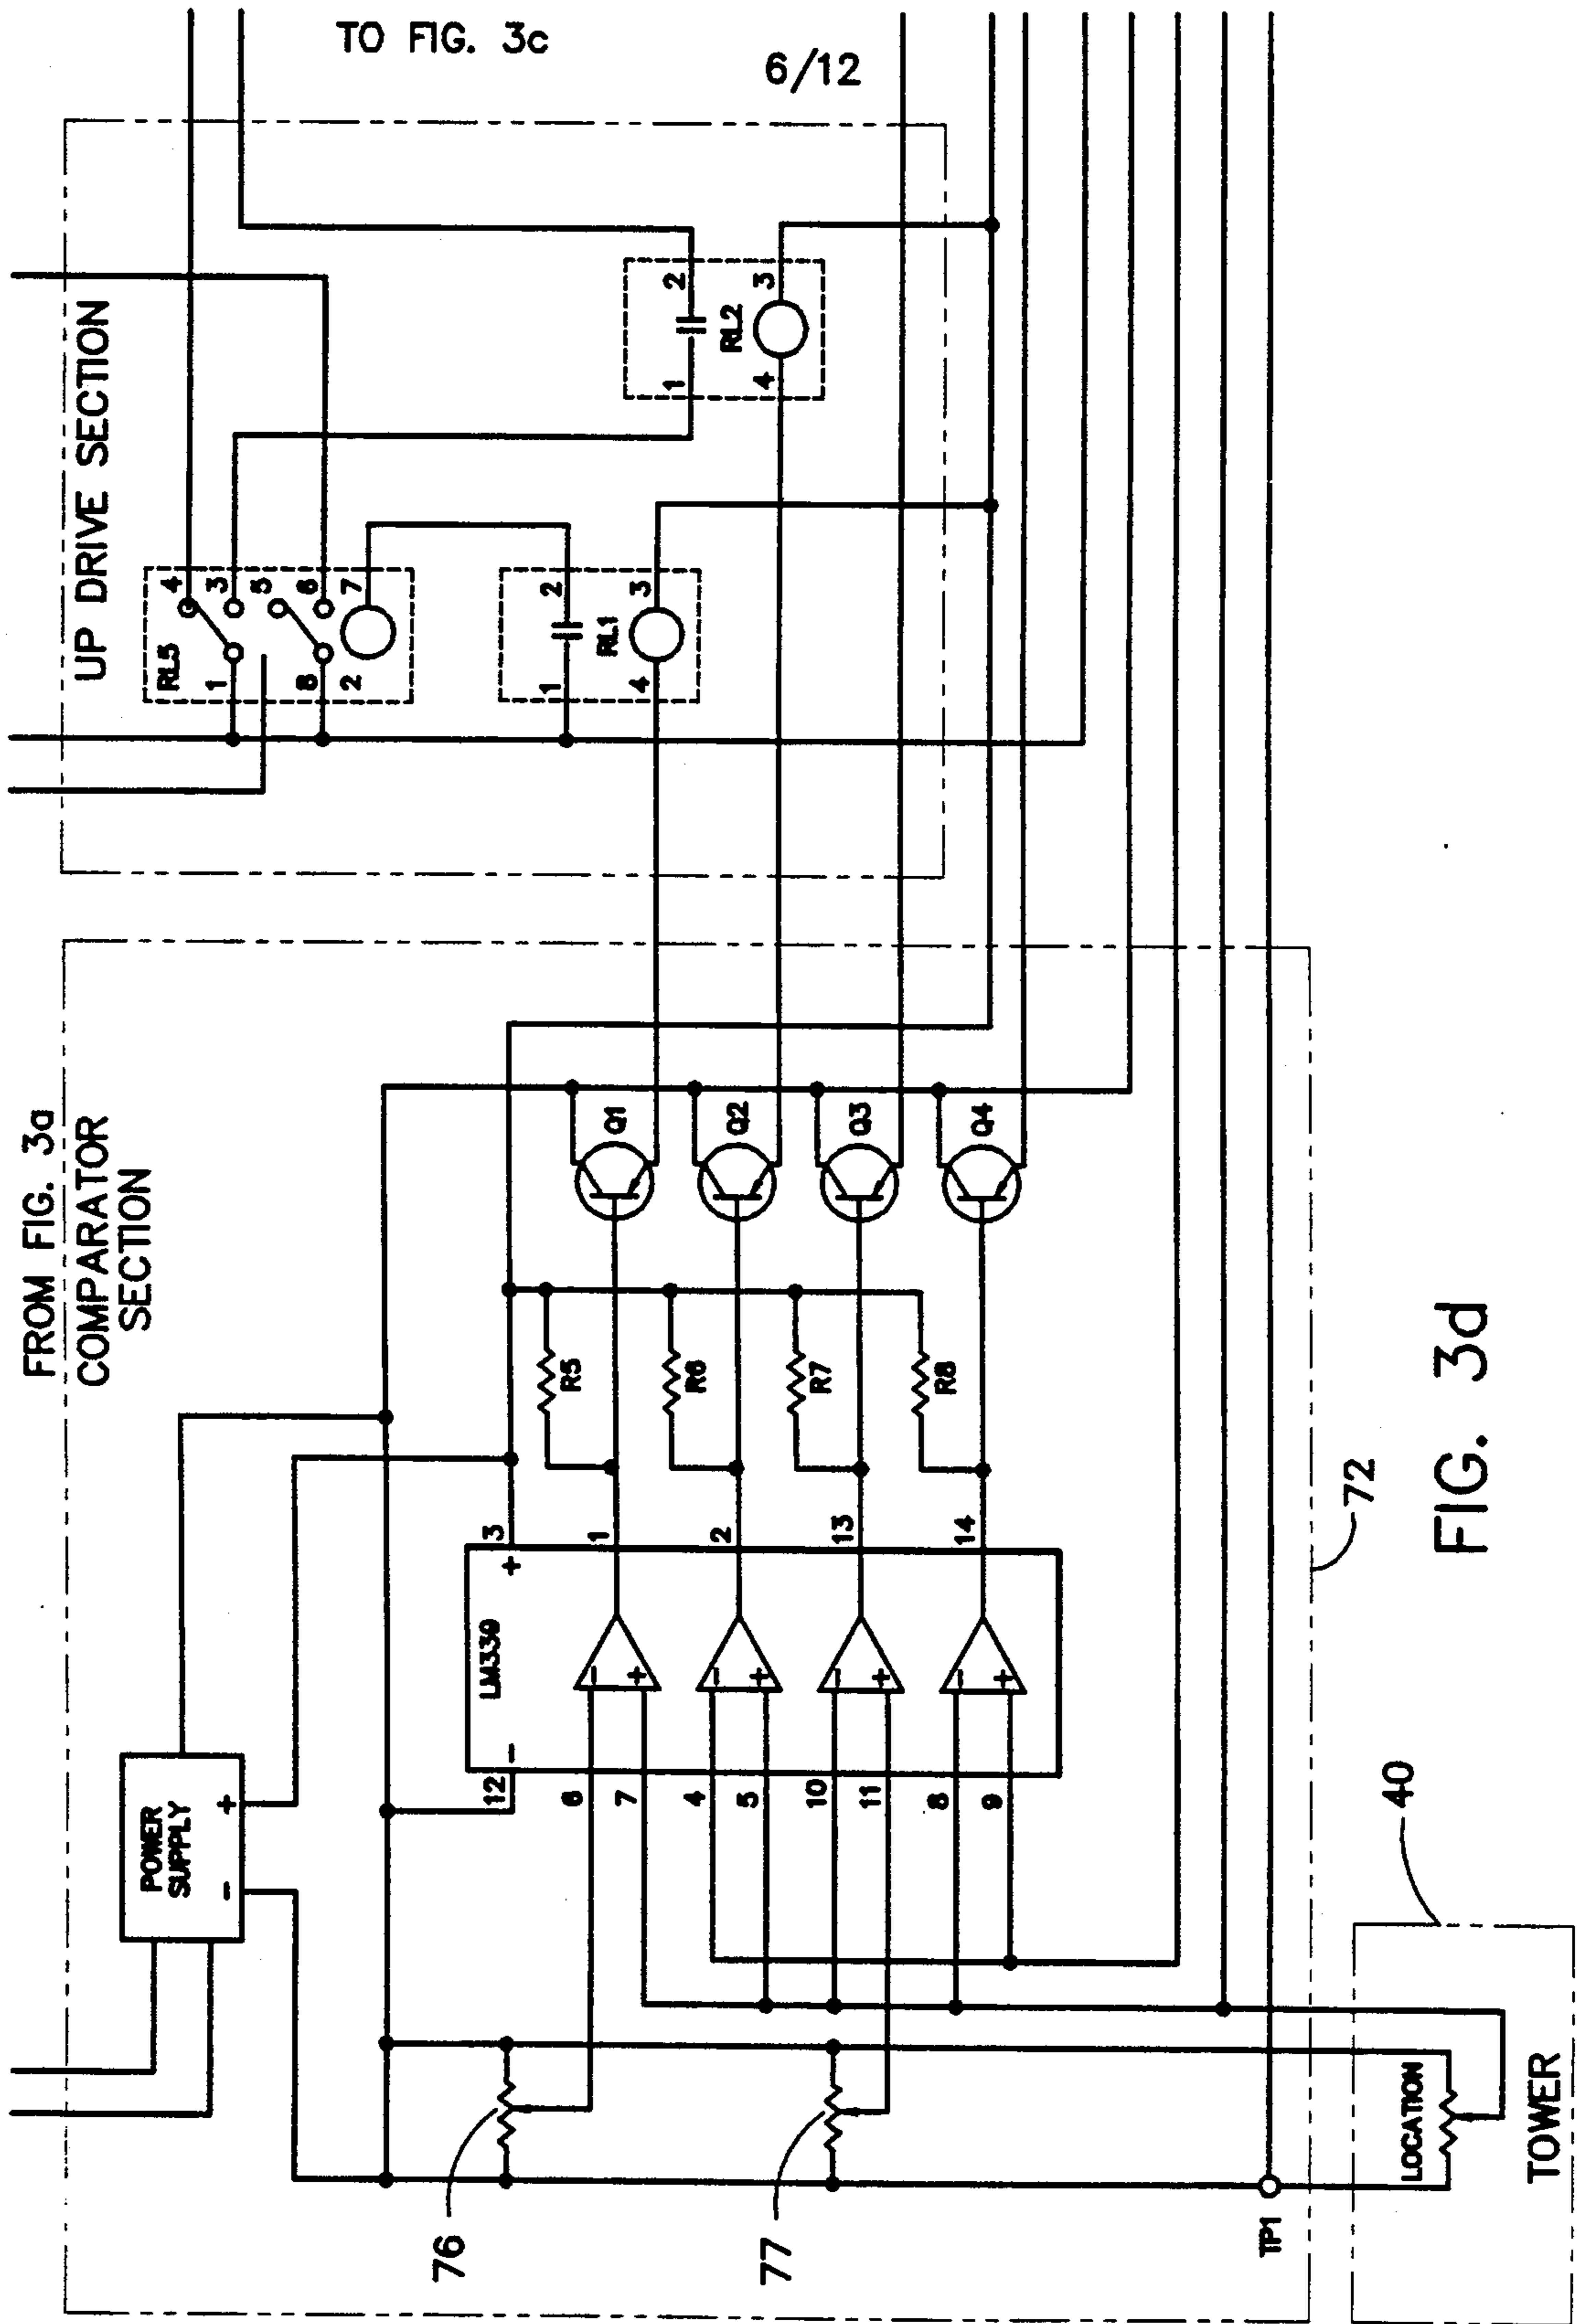 TO FIG. 3c
6/12
UP DRIVE SECTION
RL5
4
3
5
6
7
1
8
2
RL1
1
2
3
4
RL2
1
2
3
4
FROM FIG. 3a
COMPARATOR
SECTION
POWER
SUPPLY
-
+
LM339
12
-
3
+
6
7
4
5
10
11
8
9
-
+
-
+
-
+
-
+
1
2
13
14
R5
R6
R7
R8
Q1
Q2
Q3
Q4
76
77
TP1
LOCATION
TOWER
40
72
FIG. 3d